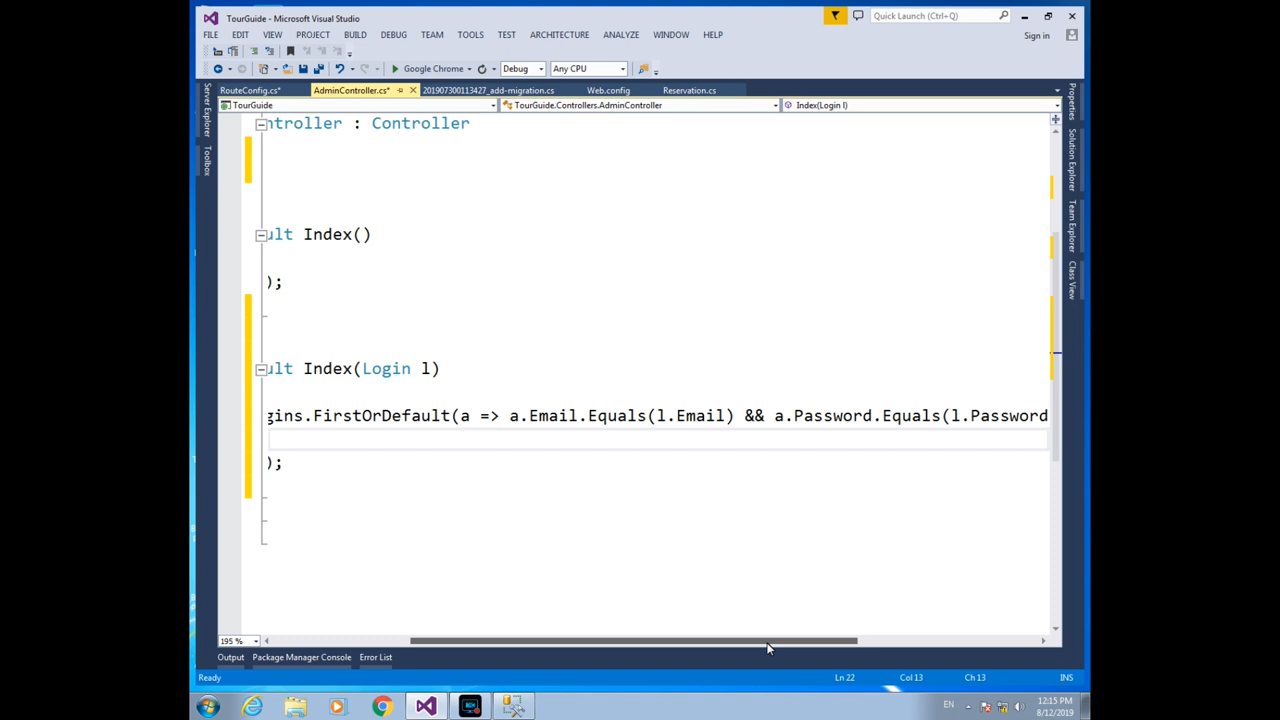 TourGuide - Microsoft Visual Studio
Quick Launch (Ctrl+Q)
FILE EDIT VIEW PROJECT BUILD DEBUG TEAM TOOLS TEST ARCHITECTURE ANALYZE WINDOW HELP
Sign in
Google Chrome Debug Any CPU
RouteConfig.cs* AdminController.cs* 201907300113427_add-migration.cs Web.config Reservation.cs
TourGuide TourGuide.Controllers.AdminController Index(Login l)
Server Explorer
Toolbox
Properties
Solution Explorer
Team Explorer
Class View
ntroller : Controller
ult Index()
);
ult Index(Login l)
gins.FirstOrDefault(a => a.Email.Equals(l.Email) && a.Password.Equals(l.Password
);
195 %
Output Package Manager Console Error List
Ready Ln 22 Col 13 Ch 13 INS
EN
12:15 PM
8/12/2019